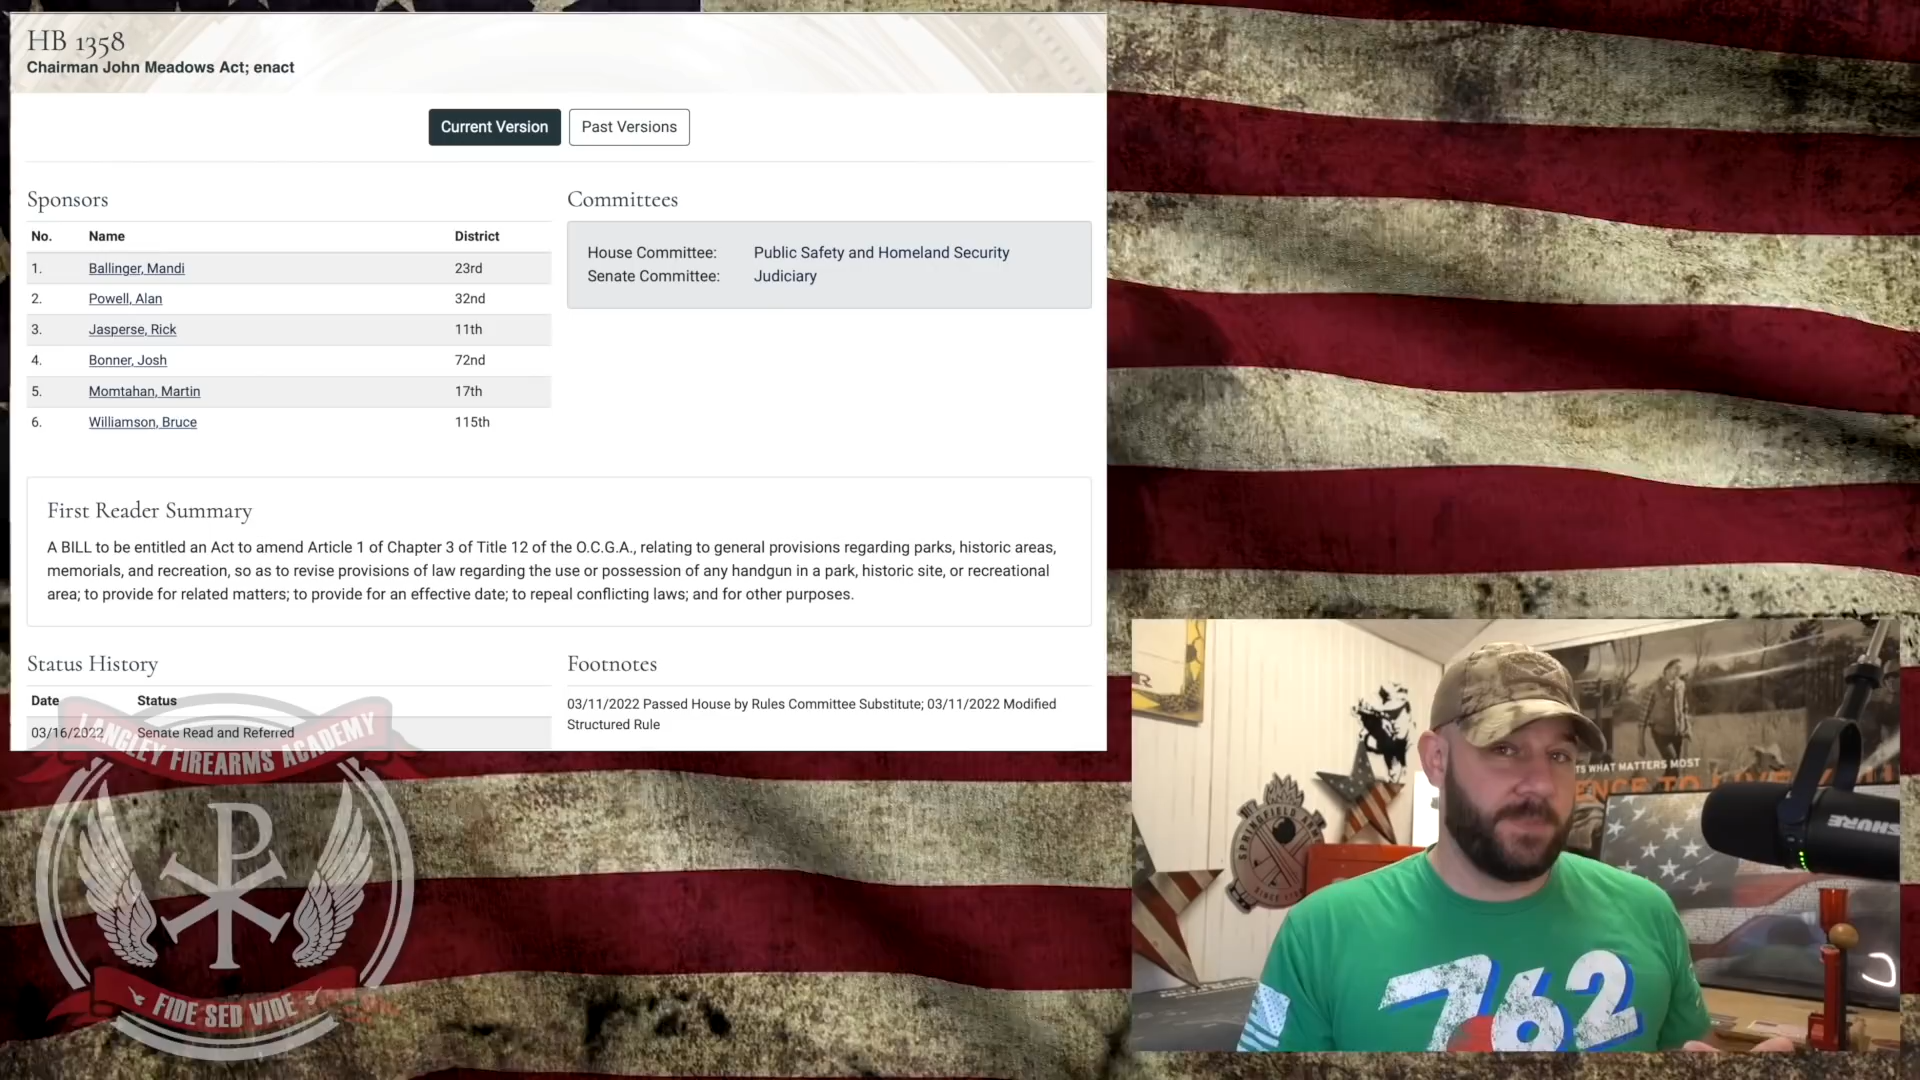 HB 1358
Chairman John Meadows Act; enact
Current Version
Past Versions
Sponsors
No. Name District
1. Ballinger, Mandi 23rd
2. Powell, Alan 32nd
3. Jasperse, Rick 11th
4. Bonner, Josh 72nd
5. Momtahan, Martin 17th
6. Williamson, Bruce 115th
Committees
House Committee: Public Safety and Homeland Security
Senate Committee: Judiciary
First Reader Summary
A BILL to be entitled an Act to amend Article 1 of Chapter 3 of Title 12 of the O.C.G.A., relating to general provisions regarding parks, historic areas,
memorials, and recreation, so as to revise provisions of law regarding the use or possession of any handgun in a park, historic site, or recreational
area; to provide for related matters; to provide for an effective date; to repeal conflicting laws; and for other purposes.
Status History
Date Status
03/16/2022 Senate Read and Referred
Footnotes
03/11/2022 Passed House by Rules Committee Substitute; 03/11/2022 Modified
Structured Rule
LANGLEY FIREARMS ACADEMY
FIDE SED VIDE
TS WHAT MATTERS MOST
SPRINGFIELD
SHURE
762